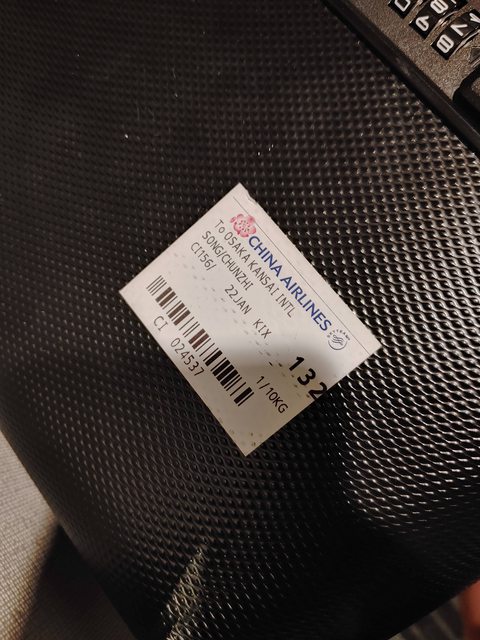 CHINA AIRLINES
To OSAKA KANSAI INTL
SONG/CHUNZHI
CI156/ 22JAN KIX
132
1/10KG
CI 024537